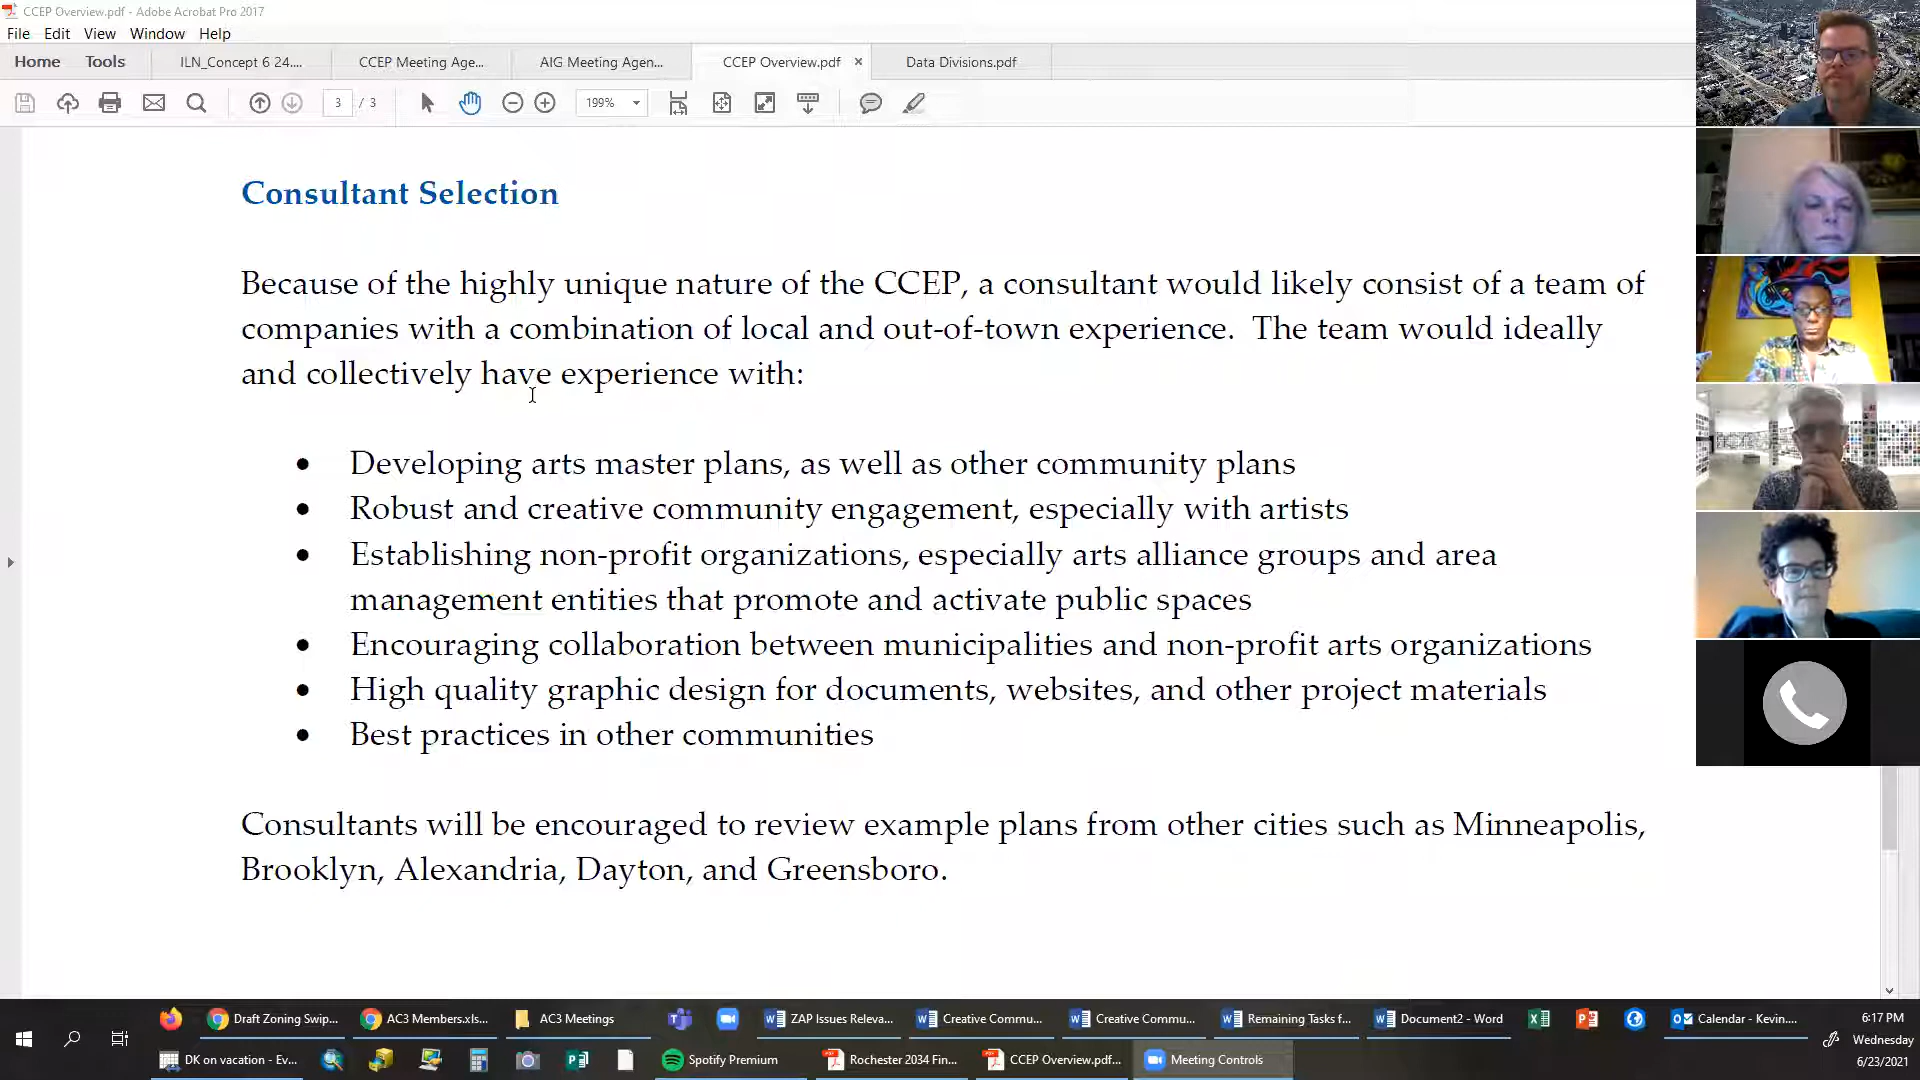 CCEP Overview.pdf - Adobe Acrobat Pro 2017
File Edit View Window Help
Home Tools ILN_Concept 6 24.... CCEP Meeting Age... AIG Meeting Agen... CCEP Overview.pdf × Data Divisions.pdf
3 / 3 199%
Consultant Selection
Because of the highly unique nature of the CCEP, a consultant would likely consist of a team of
companies with a combination of local and out-of-town experience. The team would ideally
and collectively have experience with:
• Developing arts master plans, as well as other community plans
• Robust and creative community engagement, especially with artists
• Establishing non-profit organizations, especially arts alliance groups and area
management entities that promote and activate public spaces
• Encouraging collaboration between municipalities and non-profit arts organizations
• High quality graphic design for documents, websites, and other project materials
• Best practices in other communities
Consultants will be encouraged to review example plans from other cities such as Minneapolis,
Brooklyn, Alexandria, Dayton, and Greensboro.
Draft Zoning Swip... AC3 Members.xls... AC3 Meetings ZAP Issues Releva... Creative Commu... Creative Commu... Remaining Tasks f... Document2 - Word Calendar - Kevin.... 6:17 PM
Wednesday
DK on vacation - Ev... Spotify Premium Rochester 2034 Fin... CCEP Overview.pdf... Meeting Controls 6/23/2021